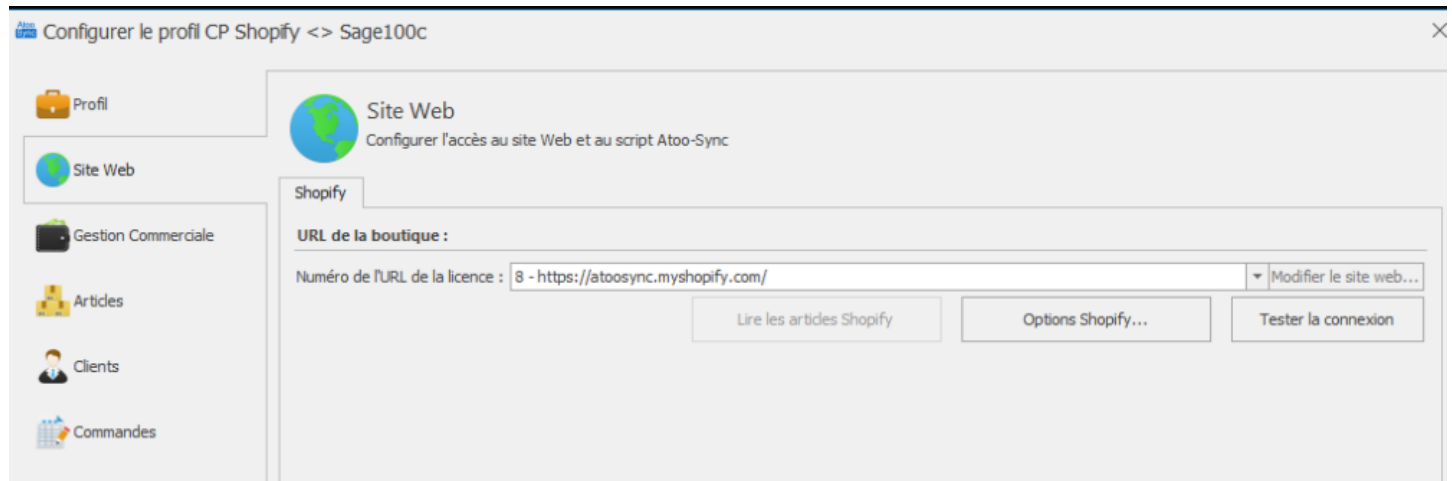 Atoo Sync Configurer le profil CP Shopify <> Sage100c
Profil
Site Web
Gestion Commerciale
Articles
Clients
Commandes
Site Web
Configurer l'accès au site Web et au script Atoo-Sync
Shopify
URL de la boutique :
Numéro de l'URL de la licence : 8 - https://atoosync.myshopify.com/ Modifier le site web...
Lire les articles Shopify Options Shopify... Tester la connexion